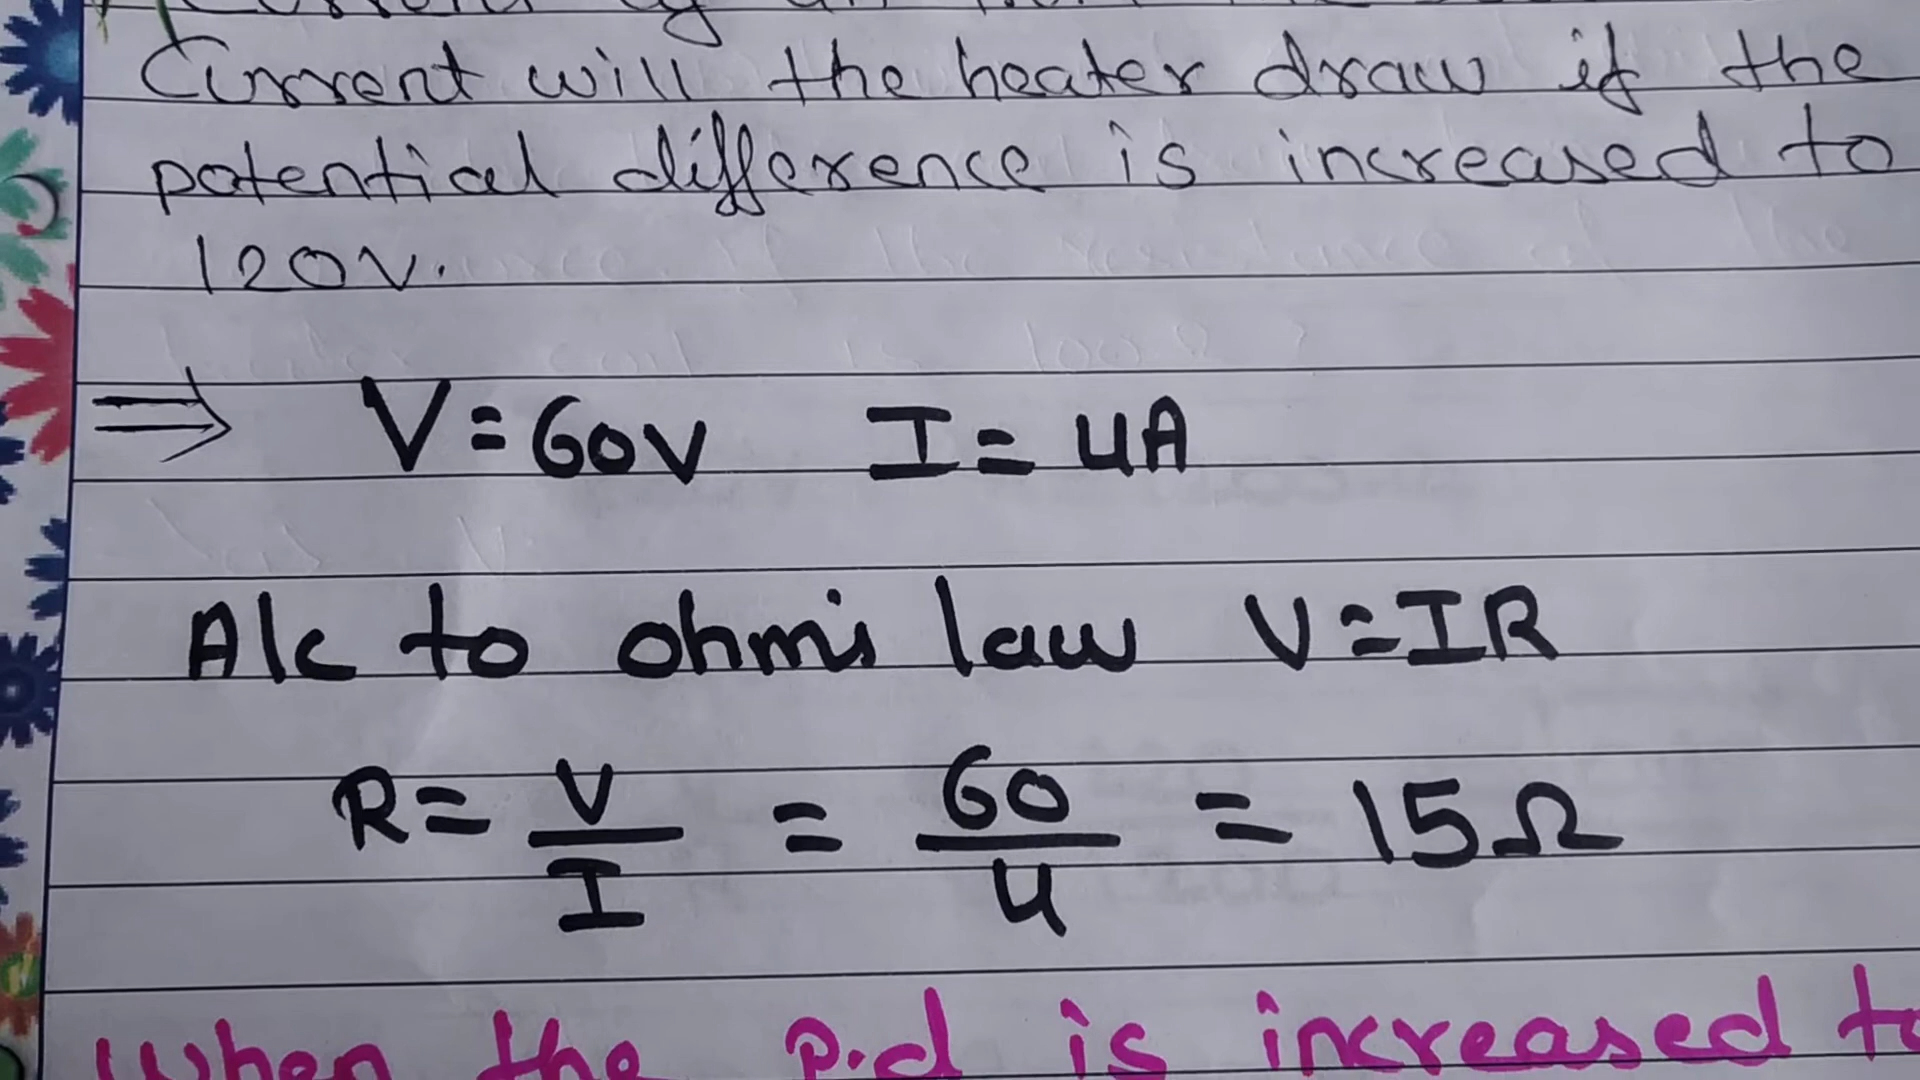 Current will the heater draw if the
potential difference is increased to
120V.
⇒ V=60V I= 4A
A/c to ohm's law V=IR
R= V/I = 60/4 = 15Ω
When the p.d is increased to